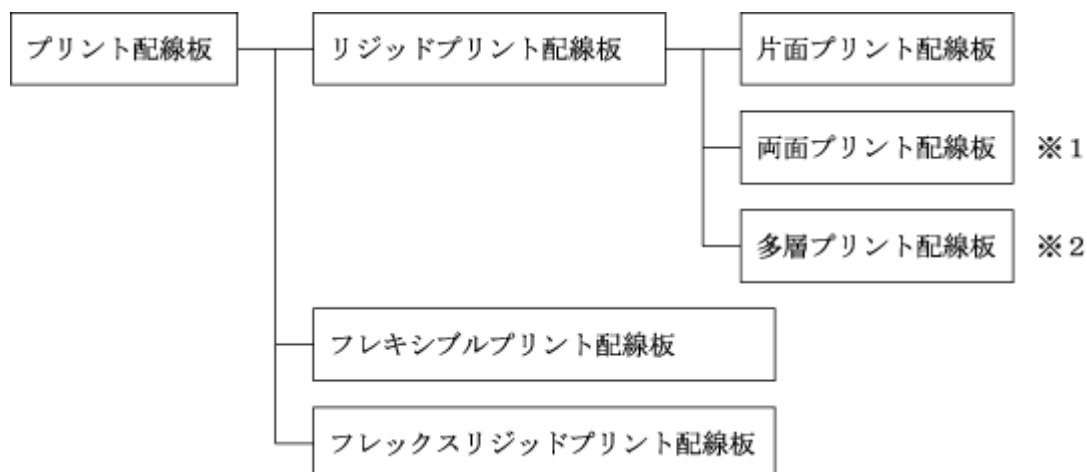 プリント配線板
リジッドプリント配線板
片面プリント配線板
両面プリント配線板 ※1
多層プリント配線板 ※2
フレキシブルプリント配線板
フレックスリジッドプリント配線板